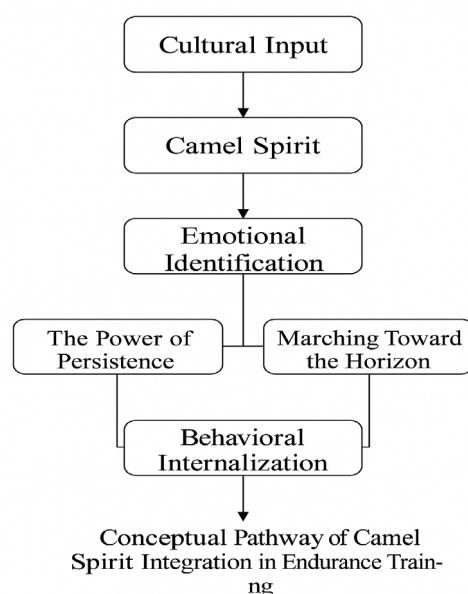 Cultural Input
Camel Spirit
Emotional
Identification
The Power of
Persistence
Marching Toward
the Horizon
Behavioral
Internalization
Conceptual Pathway of Camel
Spirit Integration in Endurance Train-
ng